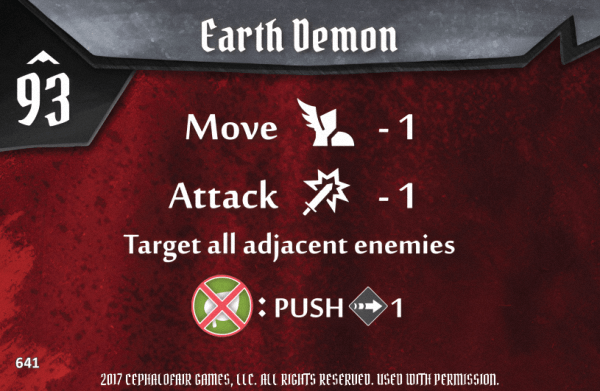 Earth Demon
93
Move - 1
Attack - 1
Target all adjacent enemies
: PUSH 1
641
2017 CEPHALOFAIR GAMES, LLC. ALL RIGHTS RESERVED. USED WITH PERMISSION.